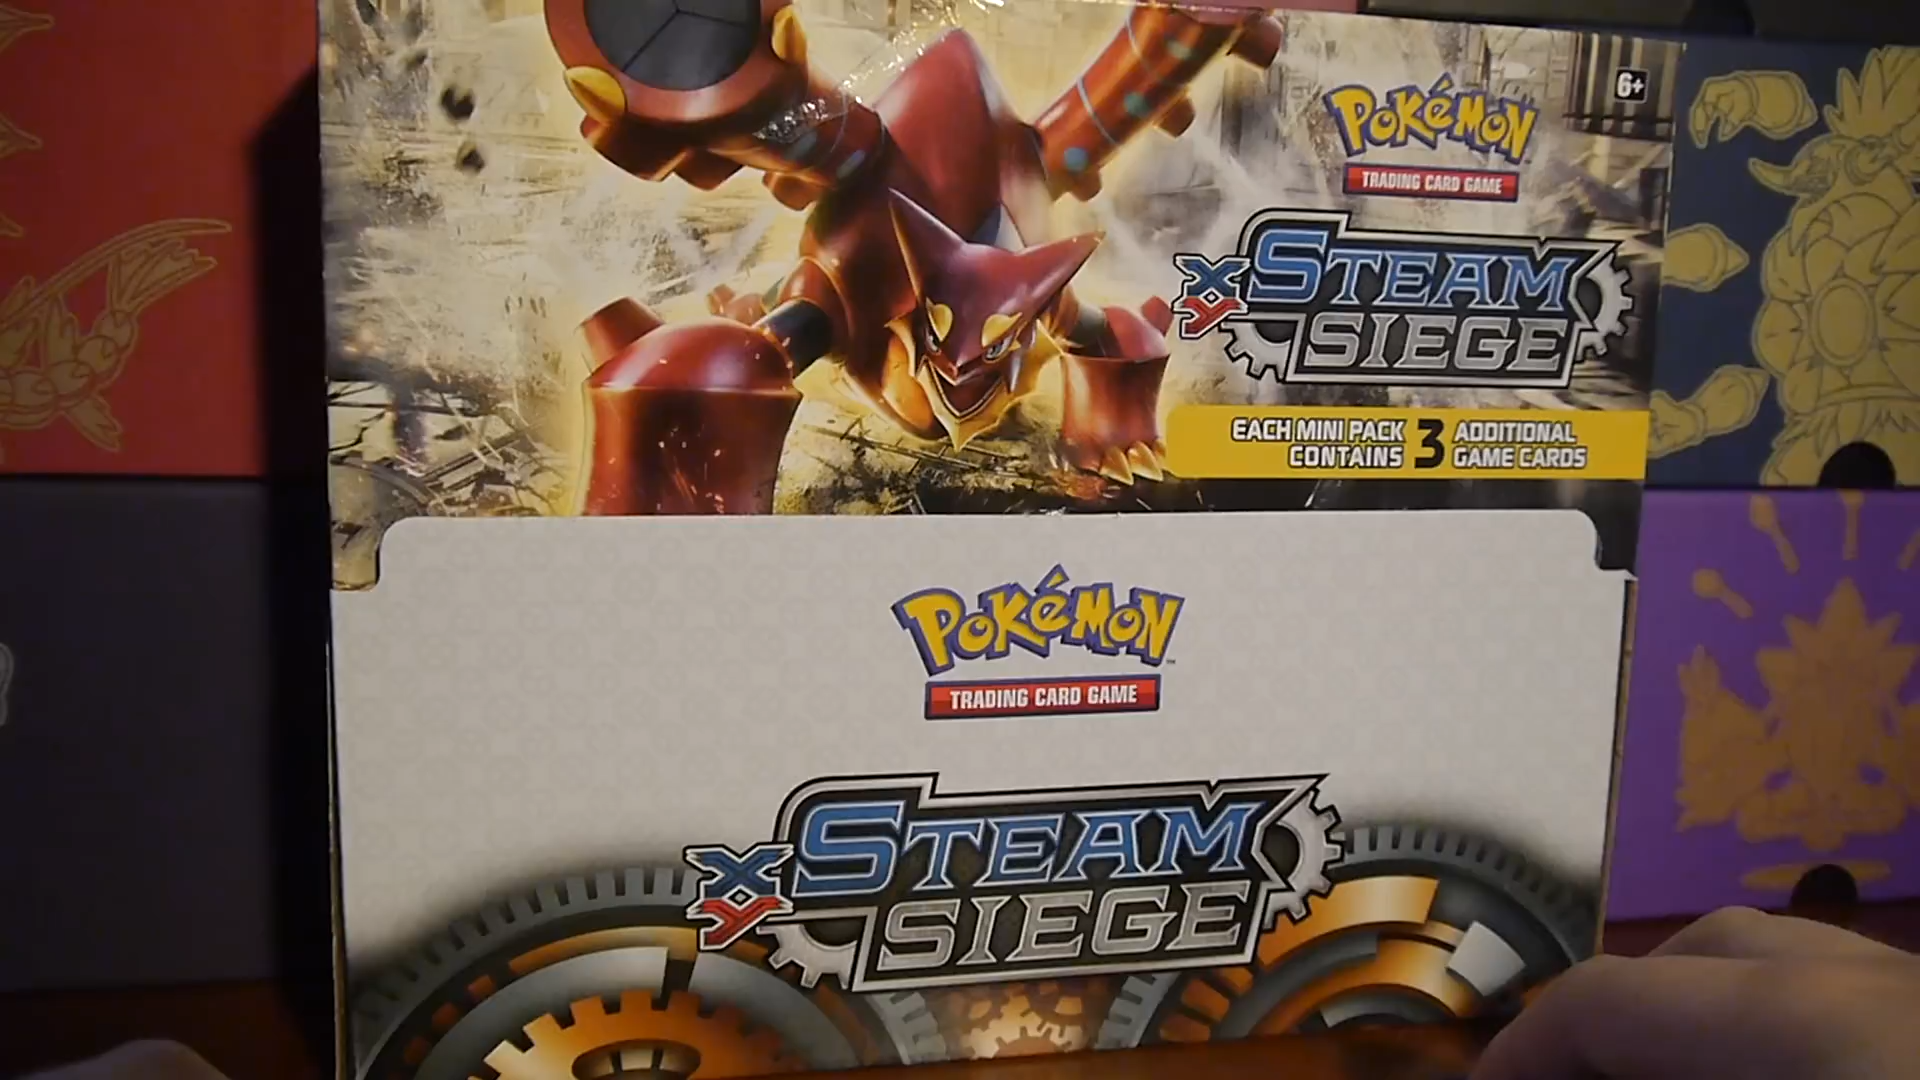 6+
POKéMON
TRADING CARD GAME
XY STEAM
SIEGE
EACH MINI PACK 3 ADDITIONAL
CONTAINS GAME CARDS
POKéMON
TRADING CARD GAME
XY STEAM
SIEGE